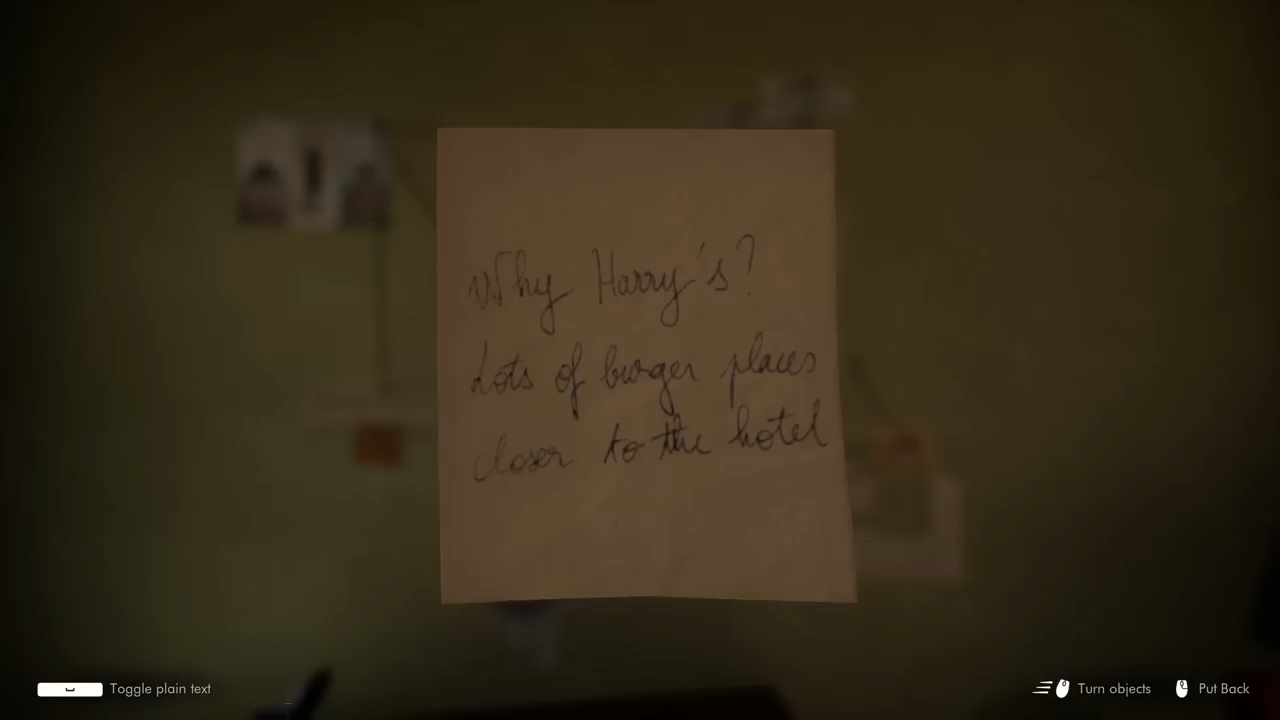 Why Harry's?
Lots of burger places
closer to the hotel
Toggle plain text
Turn objects
Put Back